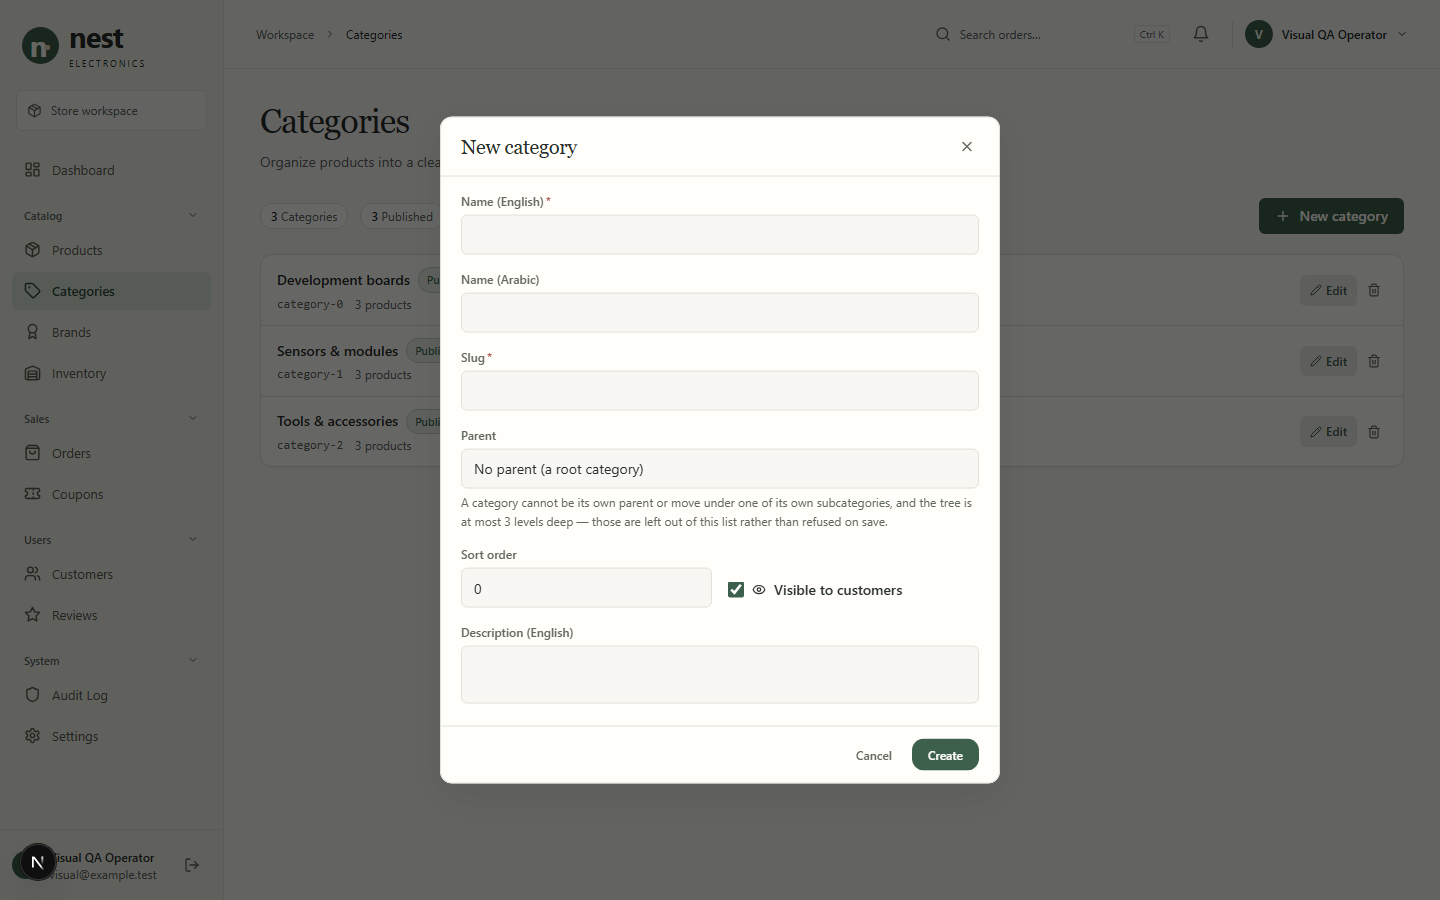 nest
ELECTRONICS
Store workspace
Dashboard
Catalog
Products
Categories
Brands
Inventory
Sales
Orders
Coupons
Users
Customers
Reviews
System
Audit Log
Settings
Visual QA Operator
visual@example.test
N
Workspace > Categories
Search orders...
Ctrl K
V
Visual QA Operator
Categories
Organize products into a
3 Categories
3 Published
New category
Development boards
category-0 3 products
Edit
Sensors & modules
category-1 3 products
Edit
Tools & accessories
category-2 3 products
Edit
New category
Name (English) *
Name (Arabic)
Slug *
Parent
No parent (a root category)
A category cannot be its own parent or move under one of its own subcategories, and the tree is
at most 3 levels deep — those are left out of this list rather than refused on save.
Sort order
0
Visible to customers
Description (English)
Cancel
Create